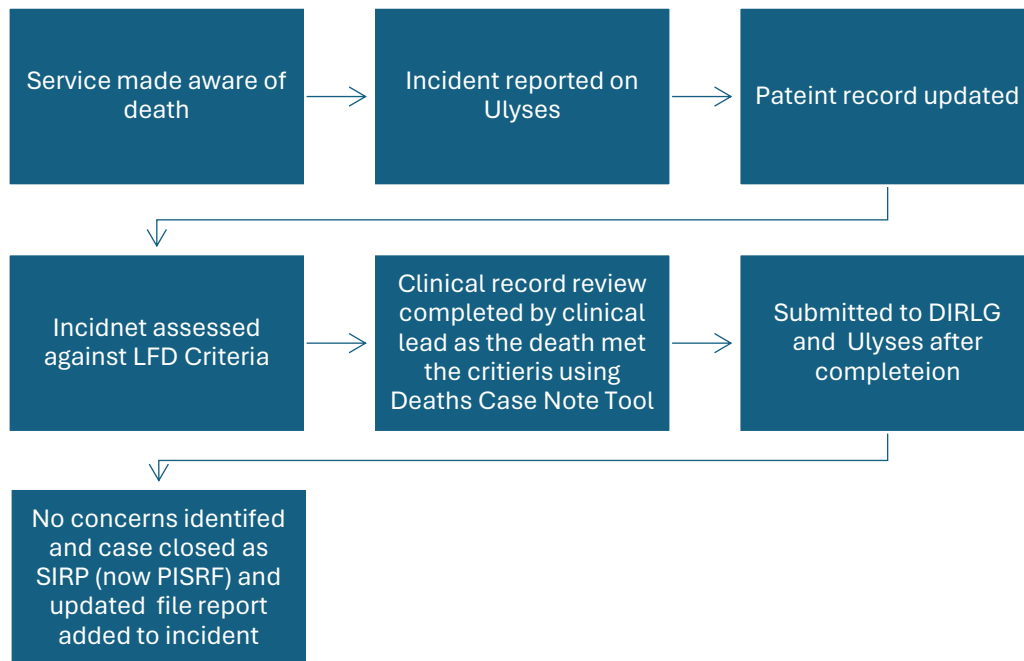 Service made aware of
death
Incident reported on
Ulyses
Pateint record updated
Incidnet assessed
against LFD Criteria
Clinical record review
completed by clinical
lead as the death met
the critieris using
Deaths Case Note Tool
Submitted to DIRLG
and  Ulyses after
completeion
No concerns identifed
and case closed as
SIRP (now PISRF) and
updated  file report
added to incident